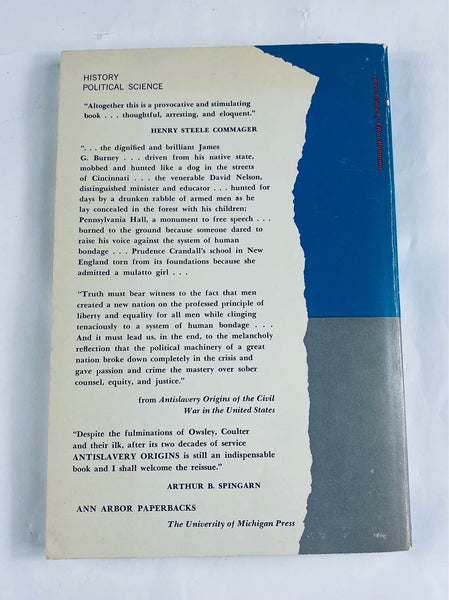 HISTORY
POLITICAL SCIENCE
"Altogether this is a provocative and stimulating
book . . . thoughtful, arresting, and eloquent."
HENRY STEELE COMMAGER
". . . the dignified and brilliant James
G. Burney . . . driven from his native state,
mobbed and hunted like a dog in the streets
of Cincinnati . . . the venerable David Nelson,
distinguished minister and educator . . . hunted for
days by a drunken rabble of armed men as he
lay concealed in the forest with his children;
Pennsylvania Hall, a monument to free speech . . .
burned to the ground because someone dared to
raise his voice against the system of human
bondage . . . Prudence Crandall's school in New
England torn from its foundations because she
admitted a mulatto girl . . .
"Truth must bear witness to the fact that men
created a new nation on the professed principle of
liberty and equality for all men while clinging
tenaciously to a system of human bondage . . .
And it must lead us, in the end, to the melancholy
reflection that the political machinery of a great
nation broke down completely in the crisis and
gave passion and crime the mastery over sober
counsel, equity, and justice."
from Antislavery Origins of the Civil
War in the United States
"Despite the fulminations of Owsley, Coulter
and their ilk, after its two decades of service
ANTISLAVERY ORIGINS is still an indispensable
book and I shall welcome the reissue."
ARTHUR B. SPINGARN
ANN ARBOR PAPERBACKS
The University of Michigan Press